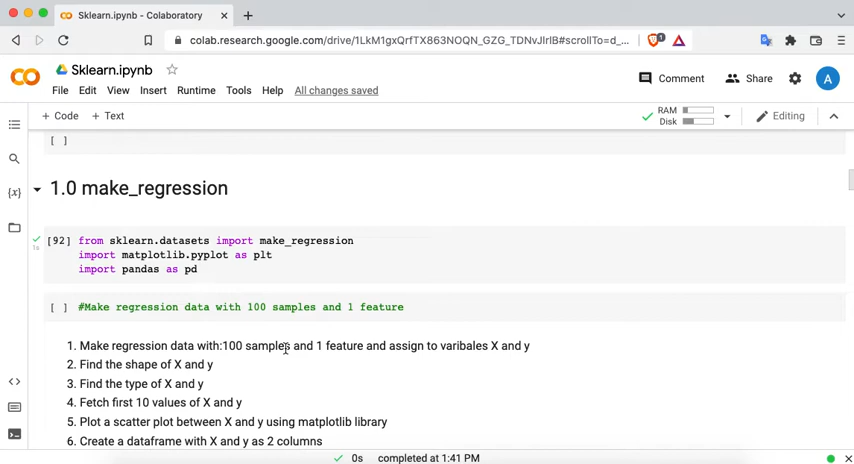 Sklearn.ipynb - Colaboratory
colab.research.google.com/drive/1LkM1gxQrfTX863NOQN_GZG_TDNvJIrIB#scrollTo=d_...
1
Sklearn.ipynb
File Edit View Insert Runtime Tools Help All changes saved
Comment Share A
+ Code + Text
RAM
Disk
Editing
[ ]
{x}
1.0 make_regression
[92] from sklearn.datasets import make_regression
1s
import matplotlib.pyplot as plt
import pandas as pd
[ ] #Make regression data with 100 samples and 1 feature
1. Make regression data with:100 samples and 1 feature and assign to varibales X and y
2. Find the shape of X and y
3. Find the type of X and y
4. Fetch first 10 values of X and y
5. Plot a scatter plot between X and y using matplotlib library
6. Create a dataframe with X and y as 2 columns
0s completed at 1:41 PM